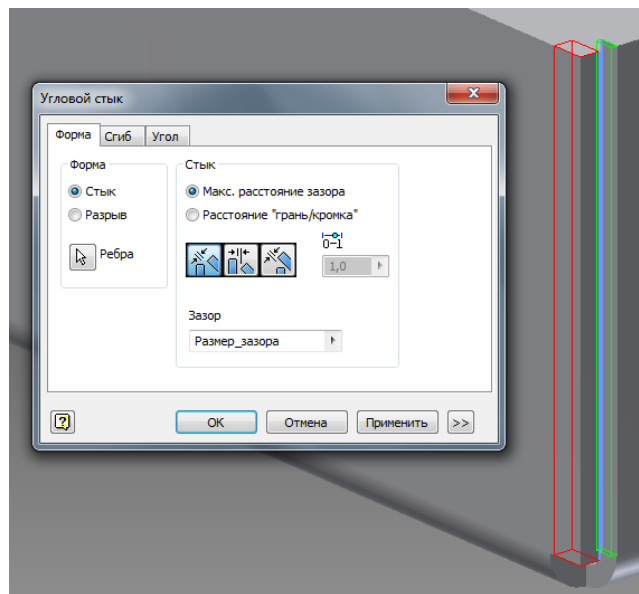 Угловой стык
Форма Сгиб Угол
Форма
Стык
Разрыв
Ребра
Стык
Макс. расстояние зазора
Расстояние "грань/кромка"
0-1
1,0
Зазор
Размер_зазора
ОК Отмена Применить >>